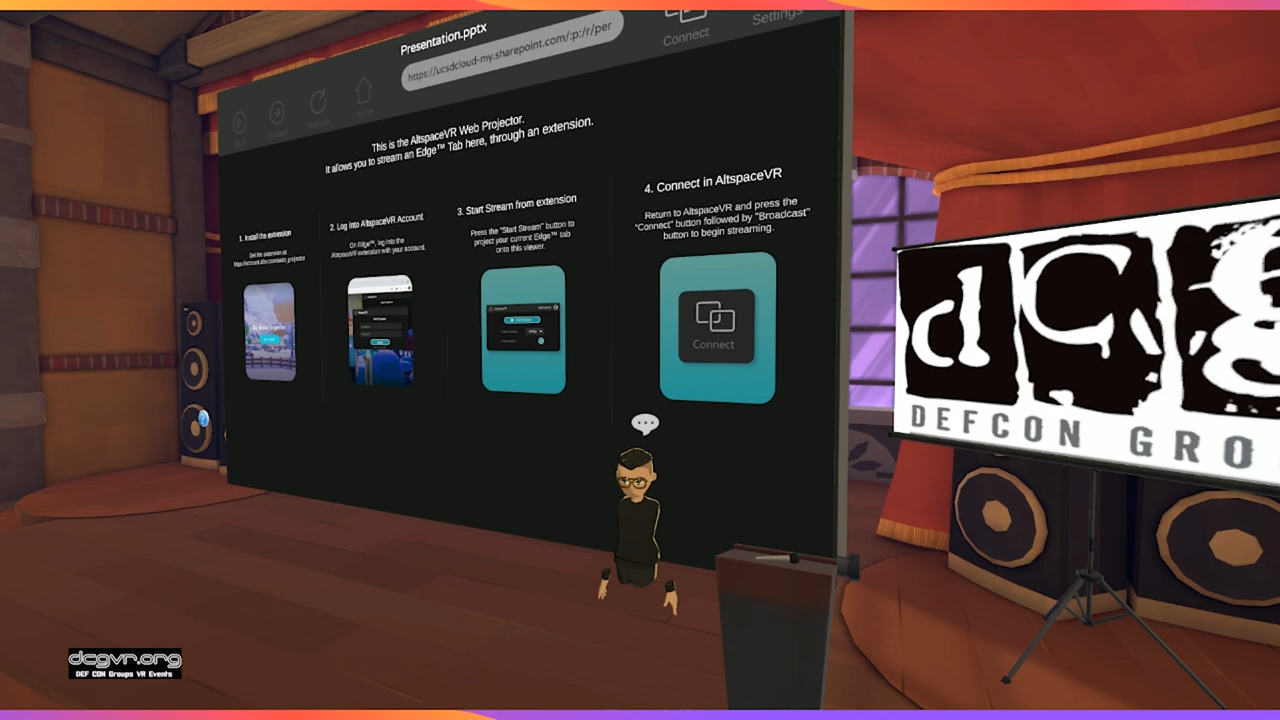 Presentation.pptx
https://ucsdcloud-my.sharepoint.com/:p:/r/per
Connect
Settings
This is the AltspaceVR Web Projector.
It allows you to stream an Edge™ Tab here, through an extension.
1. Install the extension
Get the extension at
2. Log Into AltspaceVR Account
On Edge™, log into the
AltspaceVR extension with your account.
3. Start Stream from extension
Press the "Start Stream" button to
project your current Edge™ tab
onto this viewer.
4. Connect in AltspaceVR
Return to AltspaceVR and press the
"Connect" button followed by "Broadcast"
button to begin streaming.
Connect
dcg
DEFCON GRO
dcgvr.org
DEF CON Groups VR Events